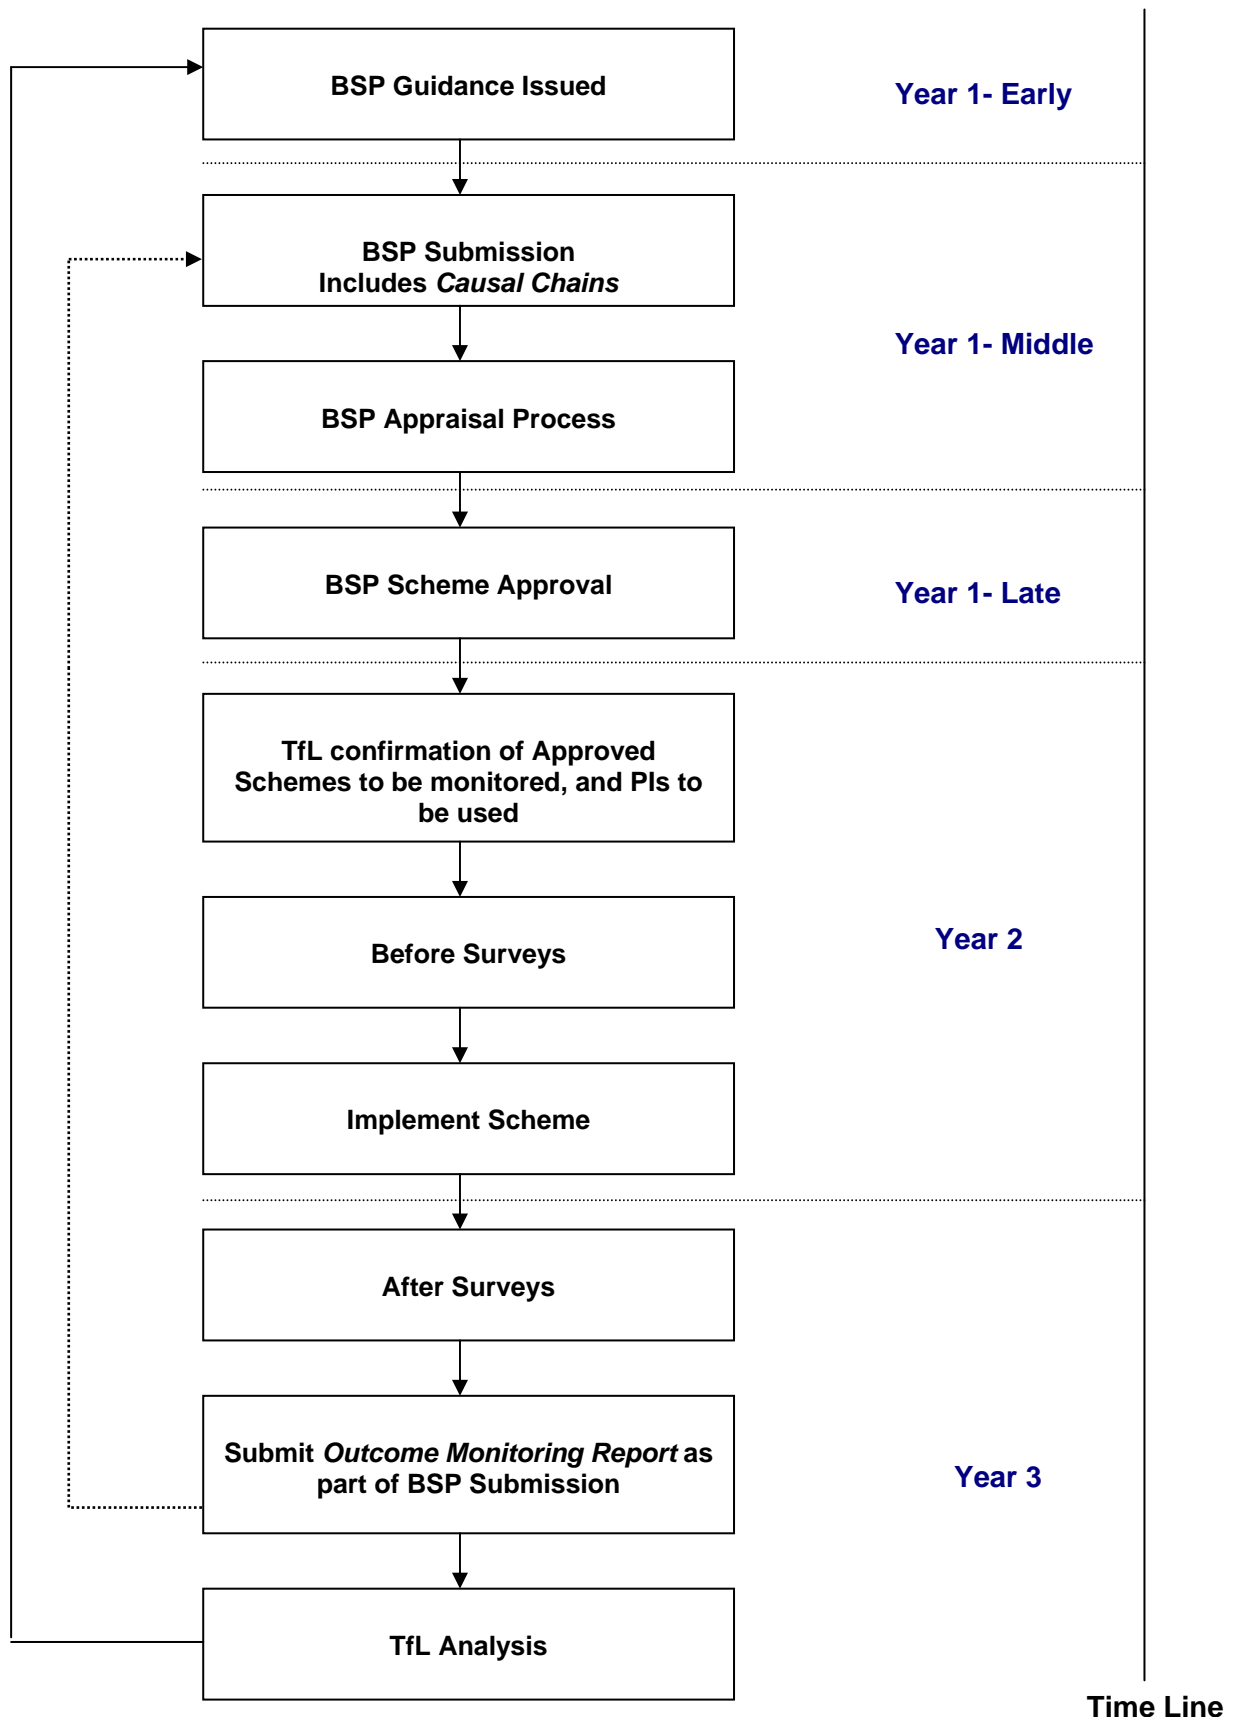 BSP Guidance Issued
Year 1- Early
BSP Submission
Includes Causal Chains
Year 1- Middle
BSP Appraisal Process
BSP Scheme Approval
Year 1- Late
TfL confirmation of Approved
Schemes to be monitored, and PIs to
be used
Before Surveys
Year 2
Implement Scheme
After Surveys
Submit Outcome Monitoring Report as
part of BSP Submission
Year 3
TfL Analysis
Time Line